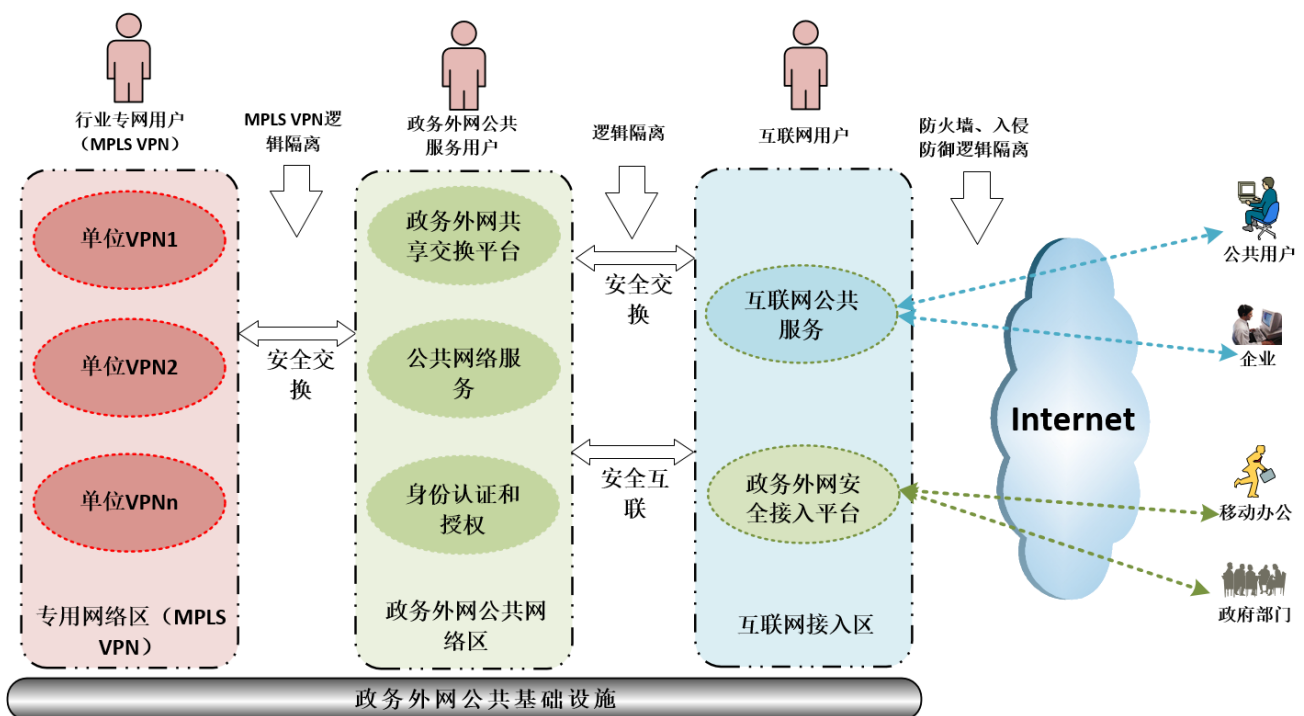 行业专网用户
（MPLS VPN）
MPLS VPN逻
辑隔离
政务外网公共
服务用户
逻辑隔离
互联网用户
防火墙、入侵
防御逻辑隔离
单位VPN1
单位VPN2
单位VPNn
专用网络区（MPLS
VPN）
安全交
换
政务外网共
享交换平台
公共网络服
务
身份认证和
授权
政务外网公共网
络区
安全交
换
安全互
联
互联网公共
服务
政务外网安
全接入平台
互联网接入区
Internet
公共用户
企业
移动办公
政府部门
政务外网公共基础设施